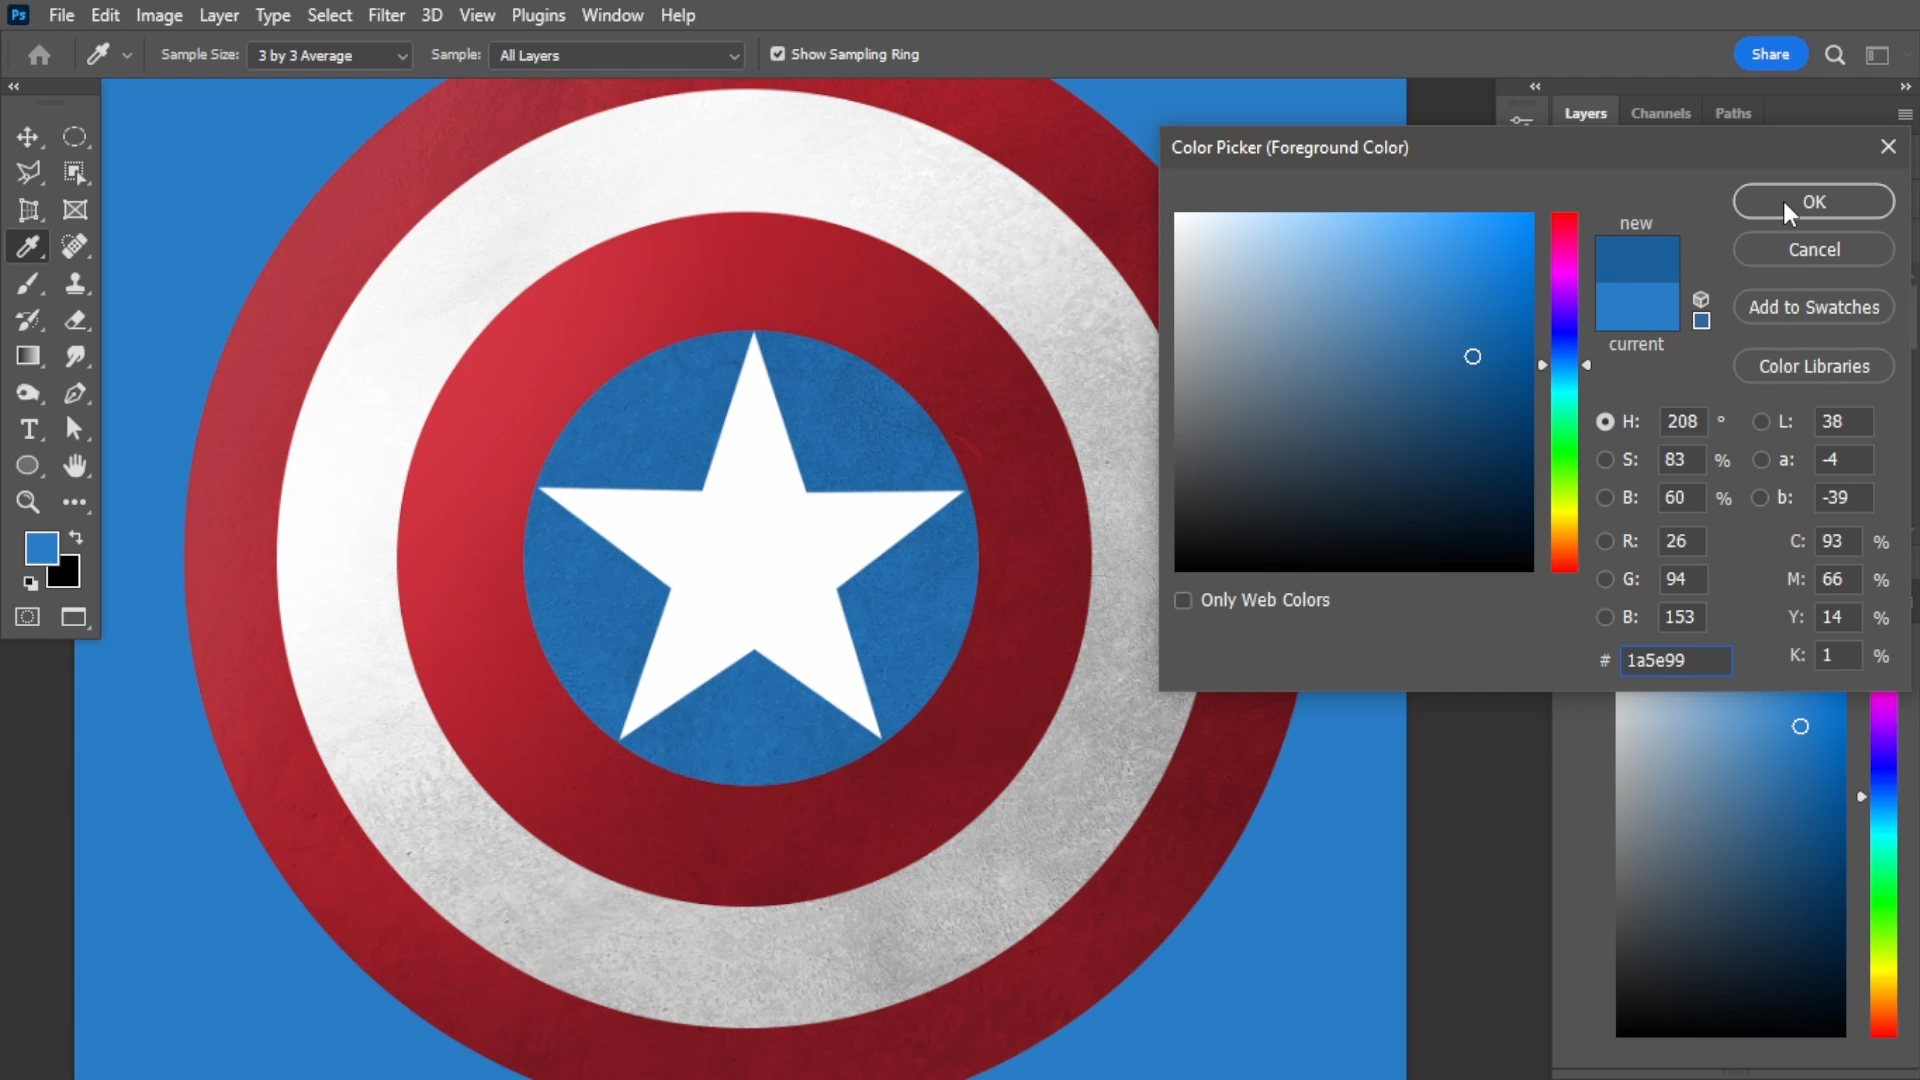 Ps File Edit Image Layer Type Select Filter 3D View Plugins Window Help
Sample Size: 3 by 3 Average Sample: All Layers Show Sampling Ring Share
Layers Channels Paths
Color Picker (Foreground Color)
new
OK
Cancel
Add to Swatches
current
Color Libraries
H: 208 ° L: 38
S: 83 % a: -4
B: 60 % b: -39
R: 26 C: 93 %
G: 94 M: 66 %
B: 153 Y: 14 %
# 1a5e99 K: 1 %
Only Web Colors
T